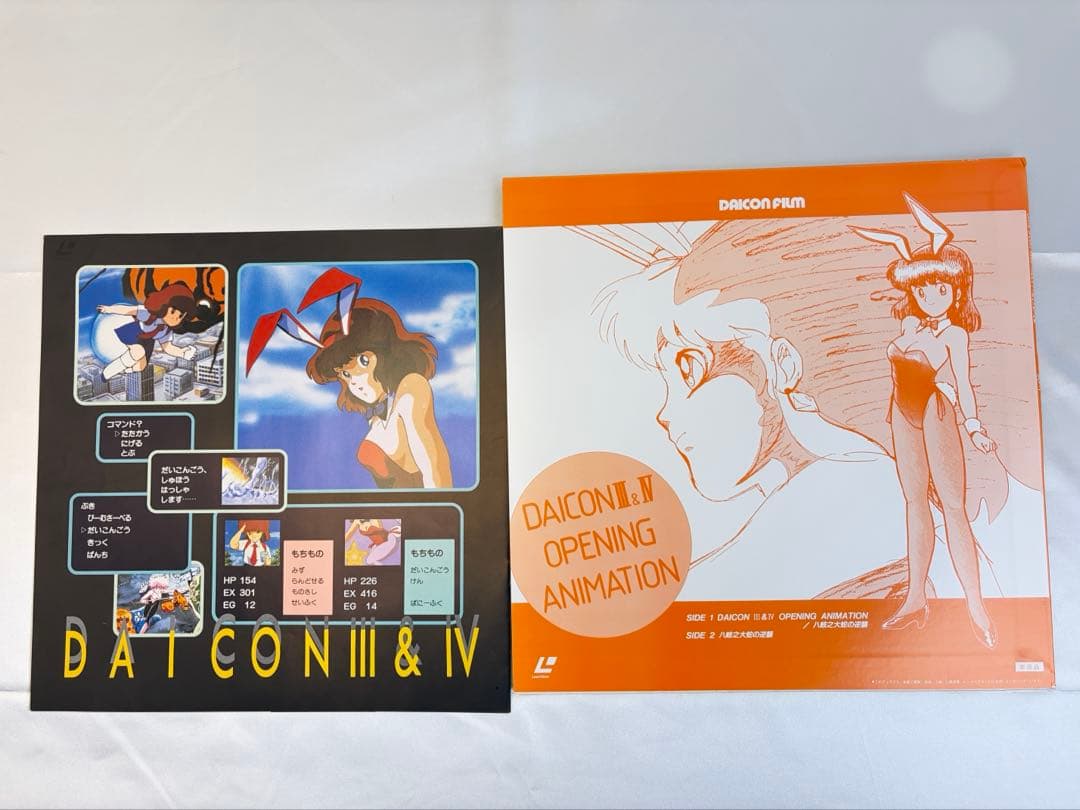 コマンド?
▷たたかう
にげる
とぶ
だいこんごう、
しゅほう
はっしゃ
します……
ぶき
びーむさーべる
▷だいこんごう
きっく
ぱんち
HP 154
EX 301
EG 12
もちもの
みず
らんどせる
ものさし
せいふく
HP 226
EX 416
EG 14
もちもの
だいこんごう
けん
ばにーふく
DAICON III & IV
DAICON FILM
DAICON III & IV
OPENING
ANIMATION
SIDE 1 DAICON III & IV OPENING ANIMATION
/ 八岐之大蛇の逆襲
SIDE 2 八岐之大蛇の逆襲
LaserVision
非売品